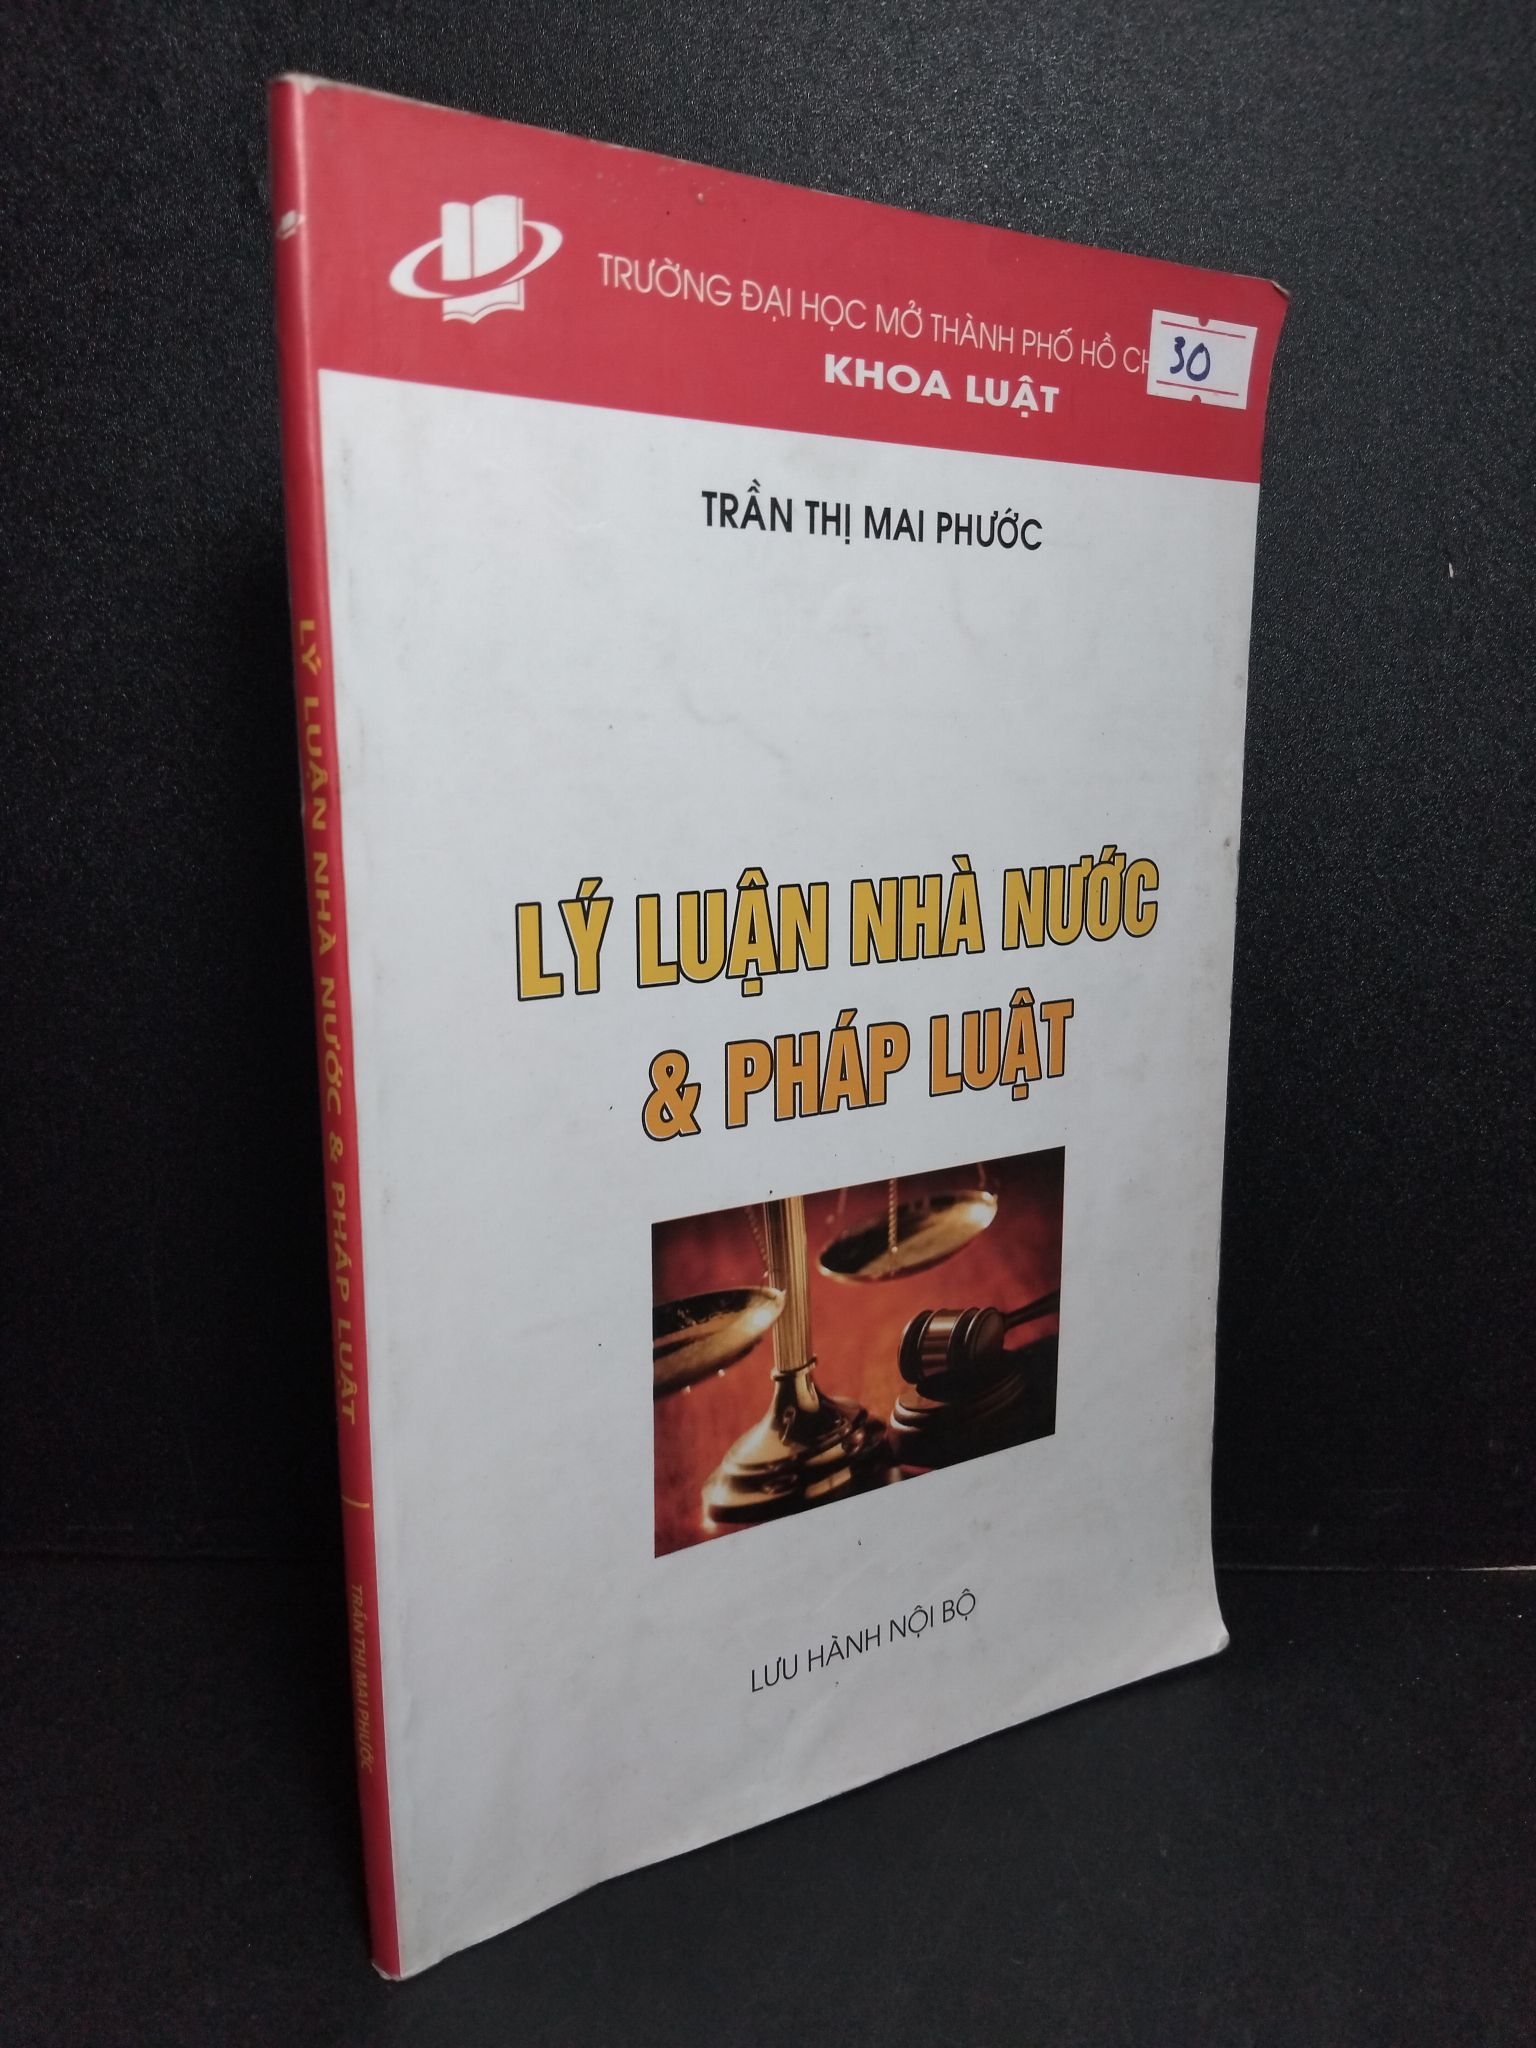 TRƯỜNG ĐẠI HỌC MỞ THÀNH PHỐ HỒ
30
KHOA LUẬT
TRẦN THỊ MAI PHƯỚC
LÝ LUẬN NHÀ NƯỚC
& PHÁP LUẬT
LƯU HÀNH NỘI BỘ
LÝ LUẬN NHÀ NƯỚC & PHÁP LUẬT
TRẦN THỊ MAI PHƯỚC